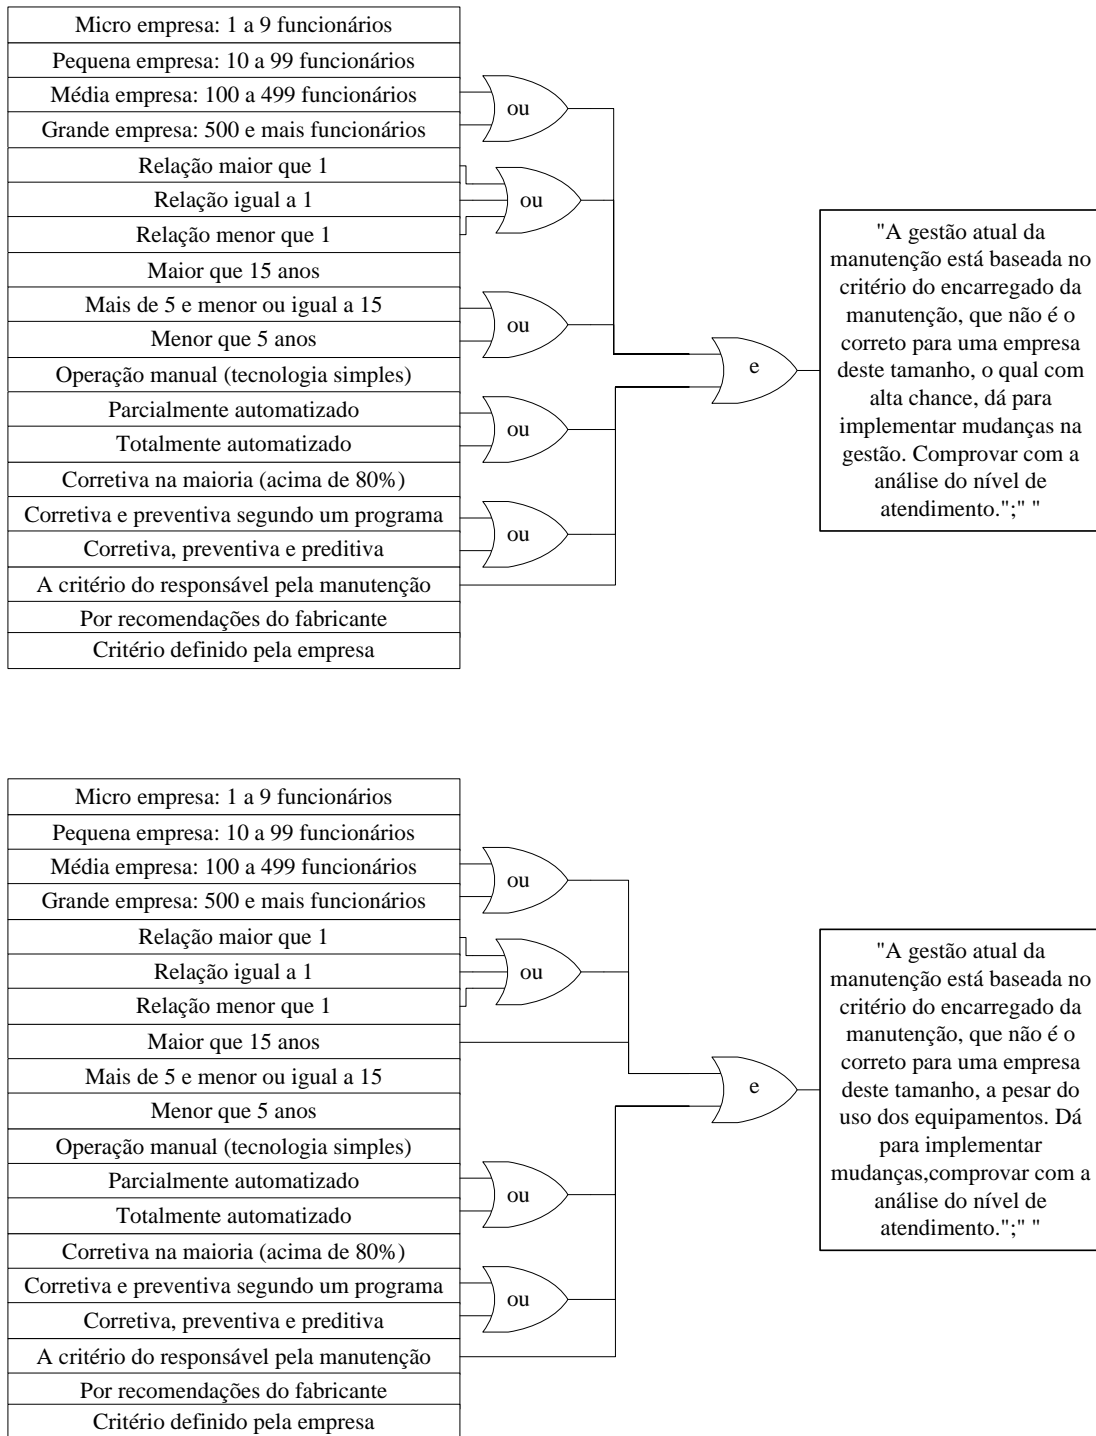 Micro empresa: 1 a 9 funcionários
Pequena empresa: 10 a 99 funcionários
Média empresa: 100 a 499 funcionários
Grande empresa: 500 e mais funcionários
Relação maior que 1
Relação igual a 1
Relação menor que 1
Maior que 15 anos
Mais de 5 e menor ou igual a 15
Menor que 5 anos
Operação manual (tecnologia simples)
Parcialmente automatizado
Totalmente automatizado
Corretiva na maioria (acima de 80%)
Corretiva e preventiva segundo um programa
Corretiva, preventiva e preditiva
A critério do responsável pela manutenção
Por recomendações do fabricante
Critério definido pela empresa
ou
ou
ou
ou
ou
e
"A gestão atual da
manutenção está baseada no
critério do encarregado da
manutenção, que não é o
correto para uma empresa
deste tamanho, o qual com
alta chance, dá para
implementar mudanças na
gestão. Comprovar com a
análise do nível de
atendimento.";" "
Micro empresa: 1 a 9 funcionários
Pequena empresa: 10 a 99 funcionários
Média empresa: 100 a 499 funcionários
Grande empresa: 500 e mais funcionários
Relação maior que 1
Relação igual a 1
Relação menor que 1
Maior que 15 anos
Mais de 5 e menor ou igual a 15
Menor que 5 anos
Operação manual (tecnologia simples)
Parcialmente automatizado
Totalmente automatizado
Corretiva na maioria (acima de 80%)
Corretiva e preventiva segundo um programa
Corretiva, preventiva e preditiva
A critério do responsável pela manutenção
Por recomendações do fabricante
Critério definido pela empresa
ou
ou
ou
ou
e
"A gestão atual da
manutenção está baseada no
critério do encarregado da
manutenção, que não é o
correto para uma empresa
deste tamanho, a pesar do
uso dos equipamentos. Dá
para implementar
mudanças,comprovar com a
análise do nível de
atendimento.";" "